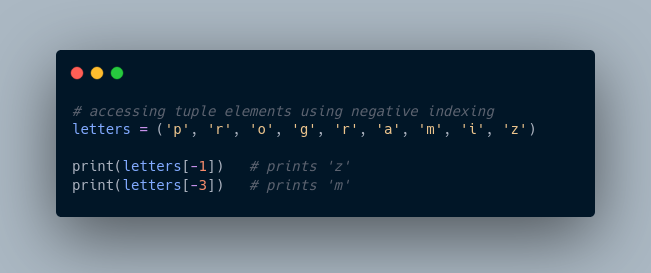 # accessing tuple elements using negative indexing
letters = ('p', 'r', 'o', 'g', 'r', 'a', 'm', 'i', 'z')
print(letters[-1])   # prints 'z'
print(letters[-3])   # prints 'm'